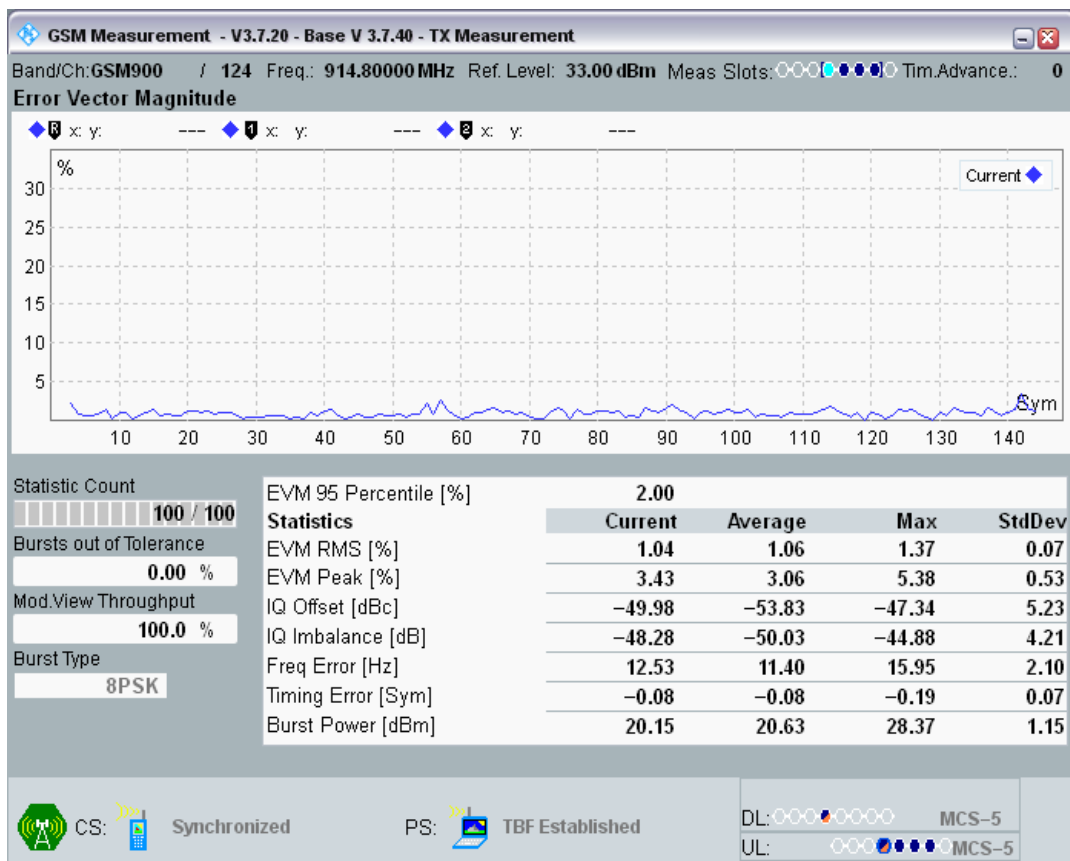 GSM Measurement - V3.7.20 - Base V 3.7.40 - TX Measurement
Band/Ch:GSM900 / 124 Freq.: 914.80000 MHz Ref. Level: 33.00 dBm Meas Slots: Tim.Advance.: 0
Error Vector Magnitude
R x: y: --- 1 x: y: --- 2 x: y: ---
%
Current
30
25
20
15
10
5
Sym
10 20 30 40 50 60 70 80 90 100 110 120 130 140
Statistic Count
100 / 100
Bursts out of Tolerance
0.00 %
Mod.View Throughput
100.0 %
Burst Type
8PSK
EVM 95 Percentile [%] 2.00
Statistics Current Average Max StdDev
EVM RMS [%] 1.04 1.06 1.37 0.07
EVM Peak [%] 3.43 3.06 5.38 0.53
IQ Offset [dBc] −49.98 −53.83 −47.34 5.23
IQ Imbalance [dB] −48.28 −50.03 −44.88 4.21
Freq Error [Hz] 12.53 11.40 15.95 2.10
Timing Error [Sym] −0.08 −0.08 −0.19 0.07
Burst Power [dBm] 20.15 20.63 28.37 1.15
CS: Synchronized PS: TBF Established
DL: MCS−5
UL: MCS−5